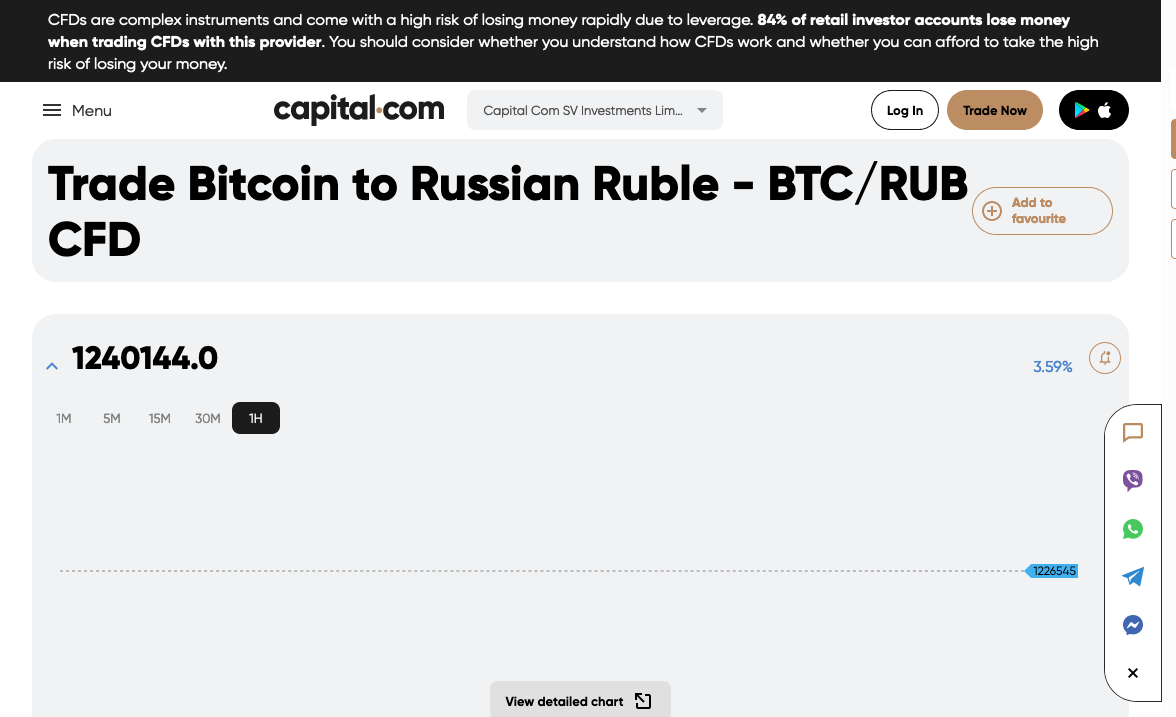 CFDs are complex instruments and come with a high risk of losing money rapidly due to leverage. 84% of retail investor accounts lose money
when trading CFDs with this provider. You should consider whether you understand how CFDs work and whether you can afford to take the high
risk of losing your money.
Menu
capital.com
Capital Com SV Investments Lim...
Log In
Trade Now
Trade Bitcoin to Russian Ruble - BTC/RUB
CFD
Add to
favourite
1240144.0
3.59%
1M
5M
15M
30M
1H
1226545
View detailed chart